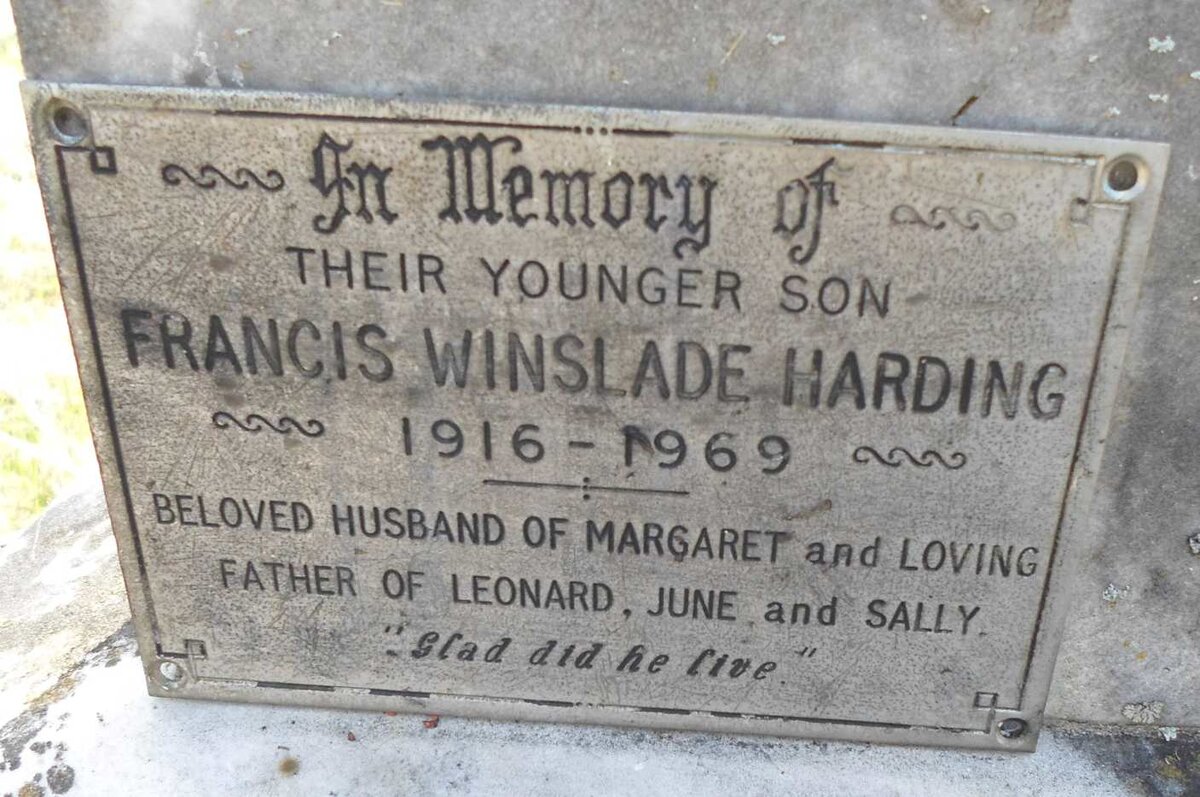 In Memory of
THEIR YOUNGER SON
FRANCIS WINSLADE HARDING
1916 - 1969
BELOVED HUSBAND OF MARGARET and LOVING
FATHER OF LEONARD, JUNE and SALLY.
"Glad did he live."